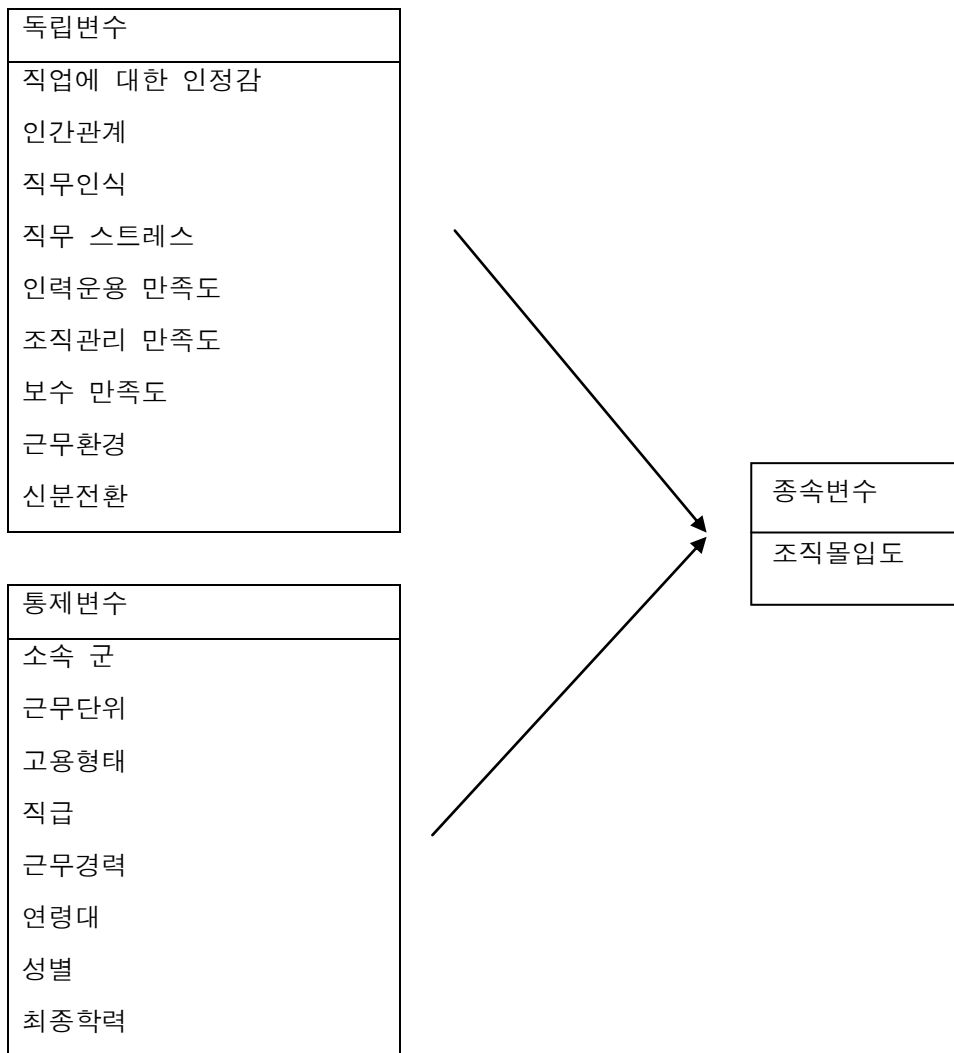 독립변수
직업에 대한 인정감
인간관계
직무인식
직무 스트레스
인력운용 만족도
조직관리 만족도
보수 만족도
근무환경
신분전환
종속변수
조직몰입도
통제변수
소속 군
근무단위
고용형태
직급
근무경력
연령대
성별
최종학력